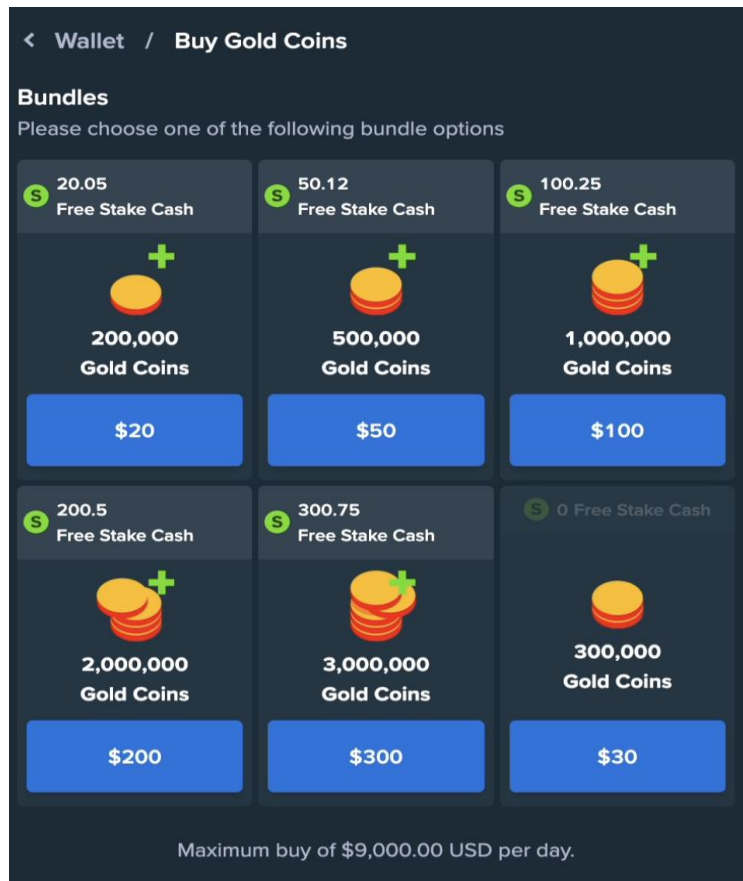 < Wallet / Buy Gold Coins
Bundles
Please choose one of the following bundle options
S 20.05
Free Stake Cash
200,000
Gold Coins
$20
S 50.12
Free Stake Cash
500,000
Gold Coins
$50
S 100.25
Free Stake Cash
1,000,000
Gold Coins
$100
S 200.5
Free Stake Cash
2,000,000
Gold Coins
$200
S 300.75
Free Stake Cash
3,000,000
Gold Coins
$300
S 0 Free Stake Cash
300,000
Gold Coins
$30
Maximum buy of $9,000.00 USD per day.